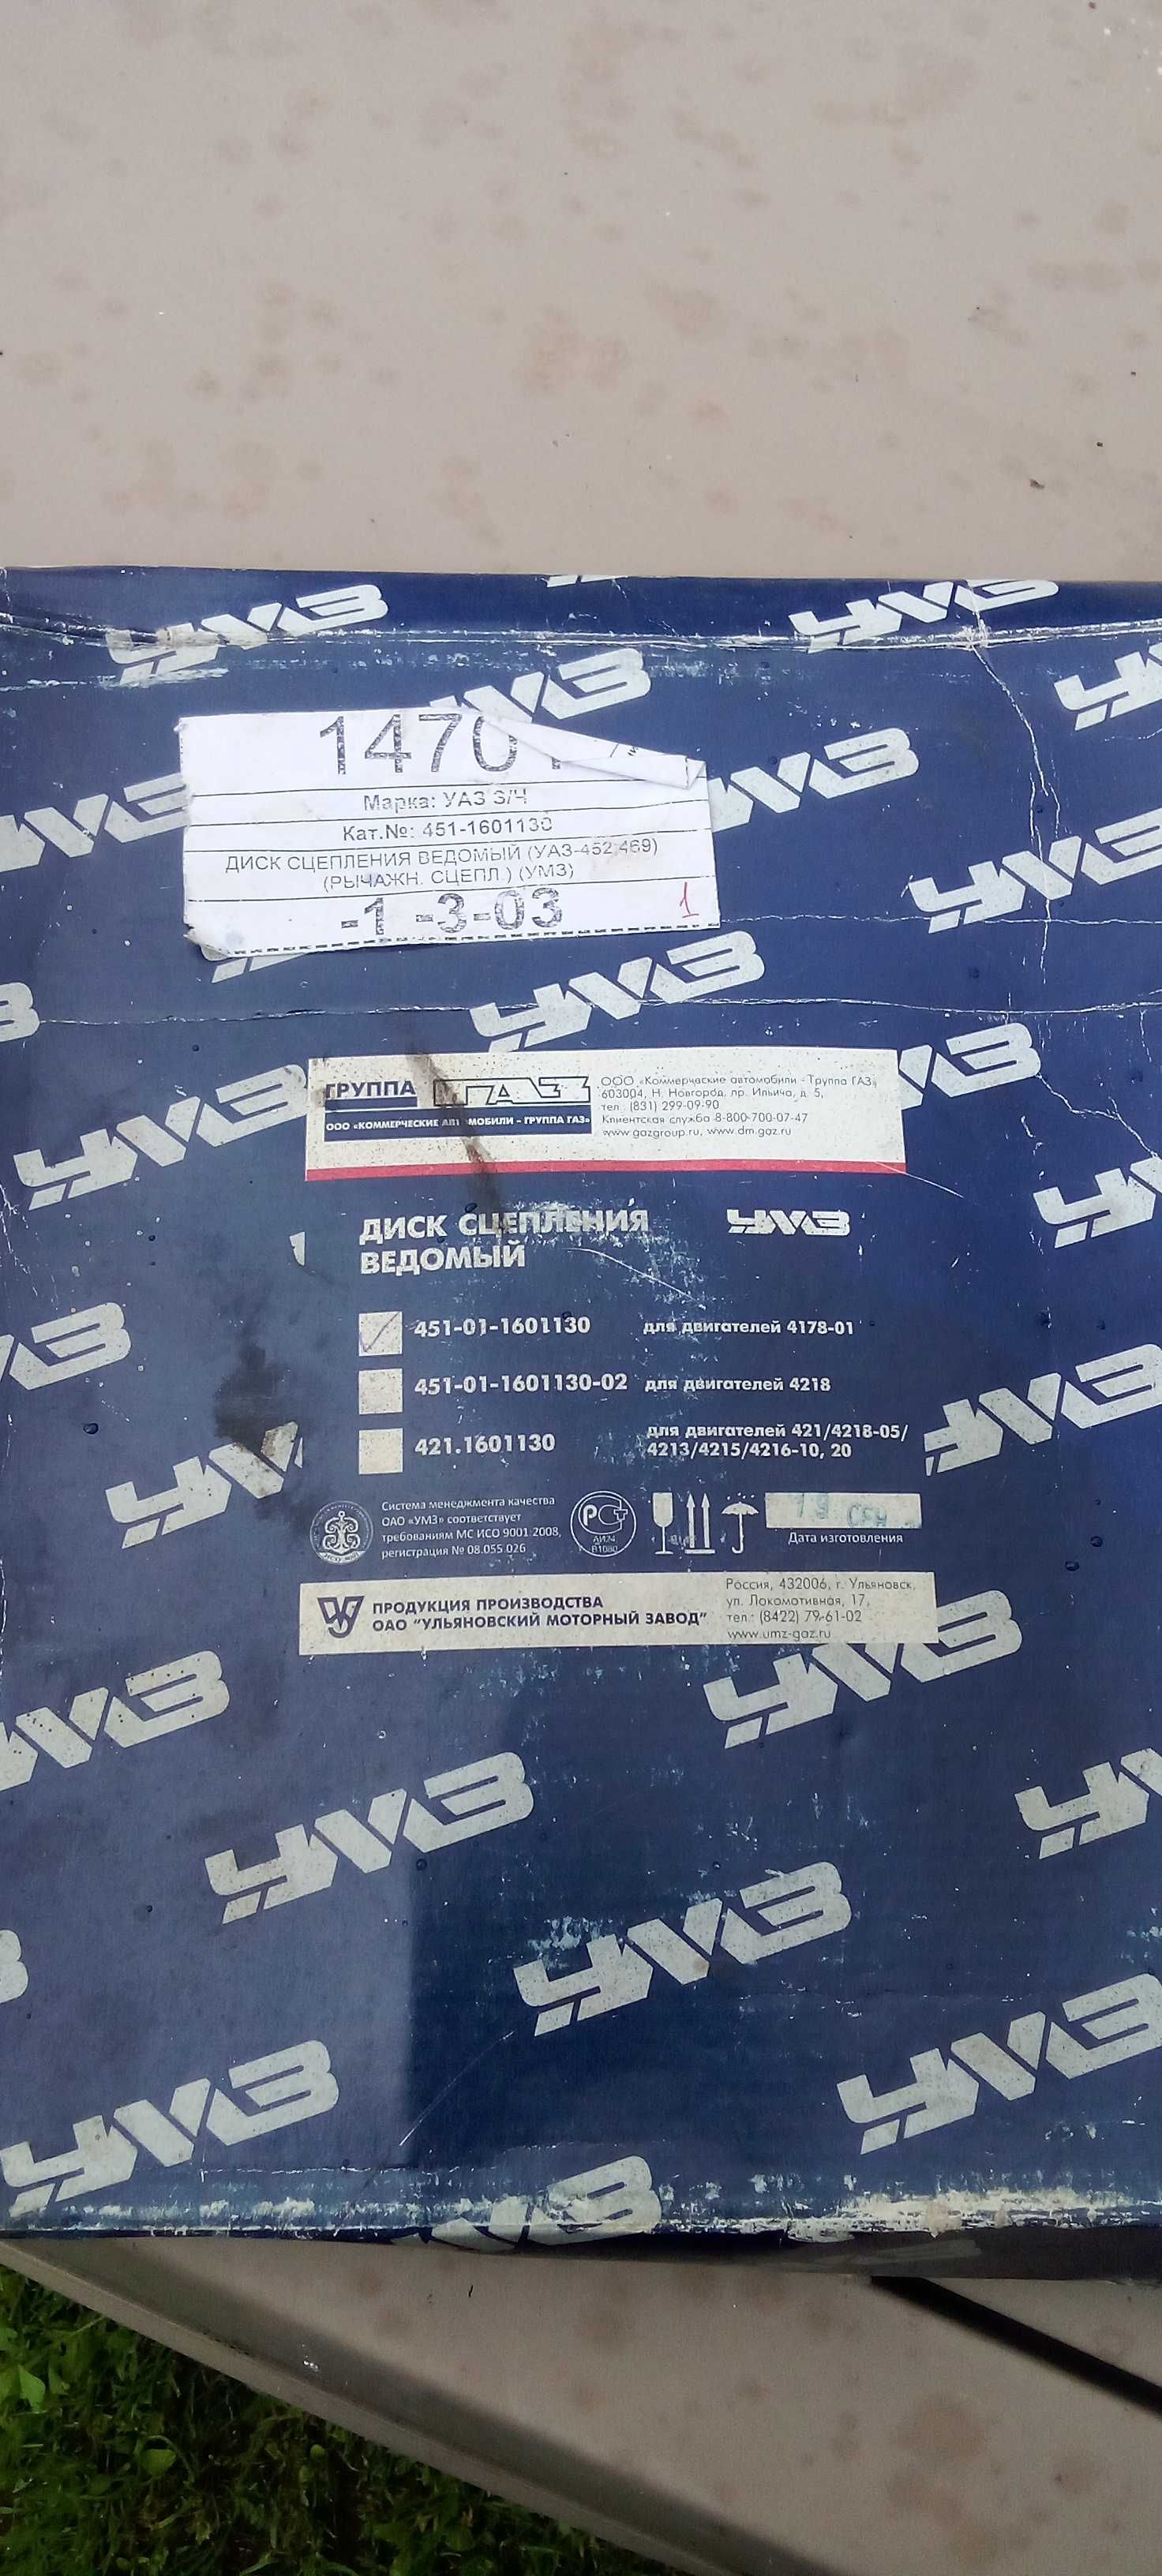 УМЗ
Марка: УАЗ З/Ч
Кат.№: 451-1601130
ДИСК СЦЕПЛЕНИЯ ВЕДОМЫЙ (УАЗ-452,469)
(РЫЧАЖН. СЦЕПЛ.) (УМЗ)
-1 -3-03
1
ГРУППА ГАЗ
ООО «КОММЕРЧЕСКИЕ АВТОМОБИЛИ – ГРУППА ГАЗ»
ООО «Коммерческие автомобили - Группа ГАЗ»
603004, Н. Новгород, пр. Ильича, д. 5,
тел.: (831) 299-09-90
Клиентская служба 8-800-700-07-47
www.gazgroup.ru, www.dm.gaz.ru
ДИСК СЦЕПЛЕНИЯ
ВЕДОМЫЙ
УМЗ
451-01-1601130 для двигателей 4178-01
451-01-1601130-02 для двигателей 4218
421.1601130 для двигателей 421/4218-05/
4213/4215/4216-10, 20
Система менеджмента качества
ОАО «УМЗ» соответствует
требованиям МС ИСО 9001:2008,
регистрация № 08.055.026
РСТ
АИ24
19 СЕН
Дата изготовления
ПРОДУКЦИЯ ПРОИЗВОДСТВА
ОАО "УЛЬЯНОВСКИЙ МОТОРНЫЙ ЗАВОД"
Россия, 432006, г. Ульяновск,
ул. Локомотивная, 17,
тел.: (8422) 79-61-02
www.umz-gaz.ru